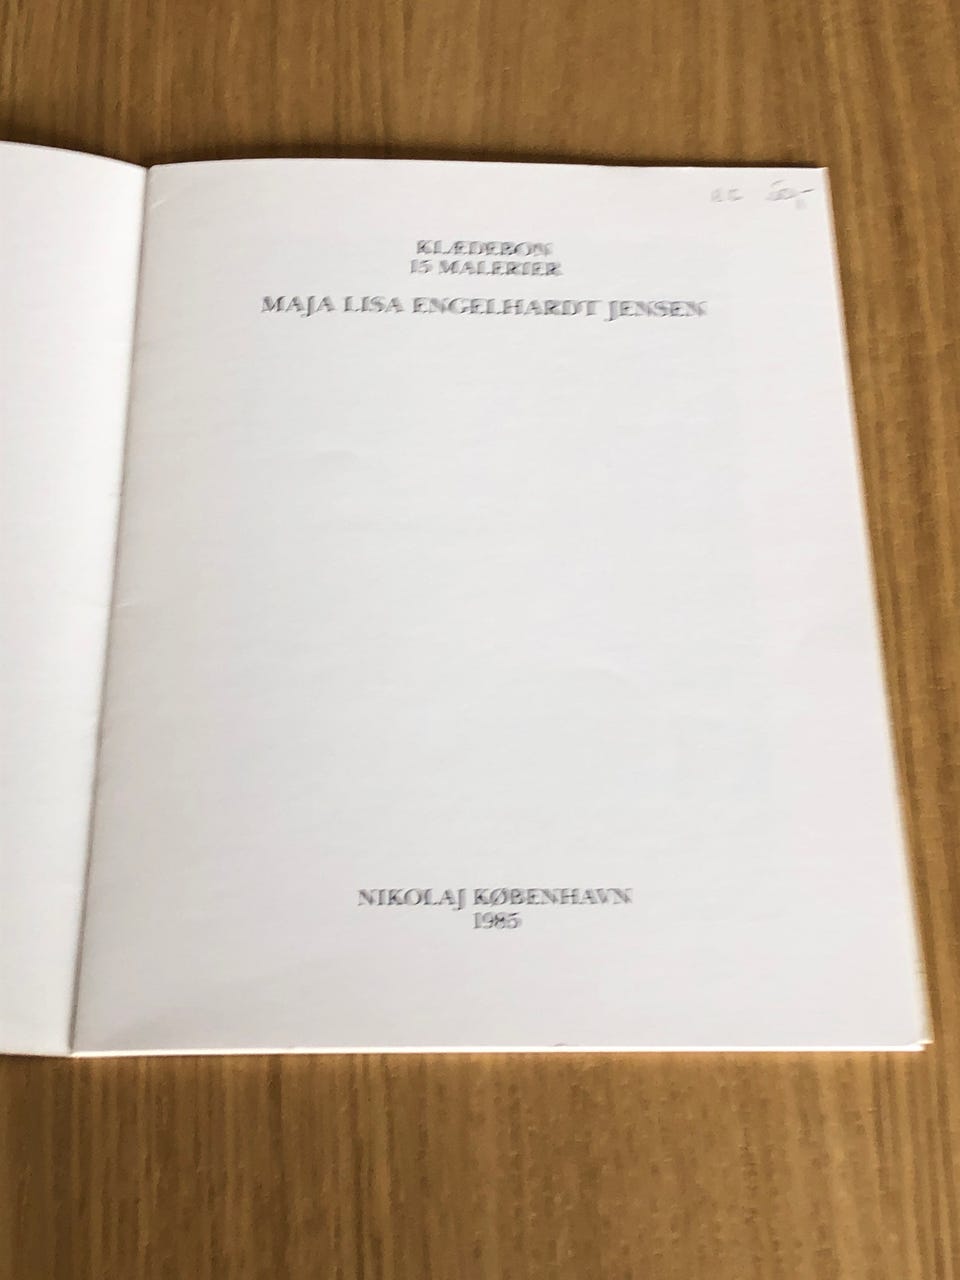 KLÆDEBON
15 MALERIER
MAJA LISA ENGELHARDT JENSEN
NIKOLAJ KØBENHAVN
1985